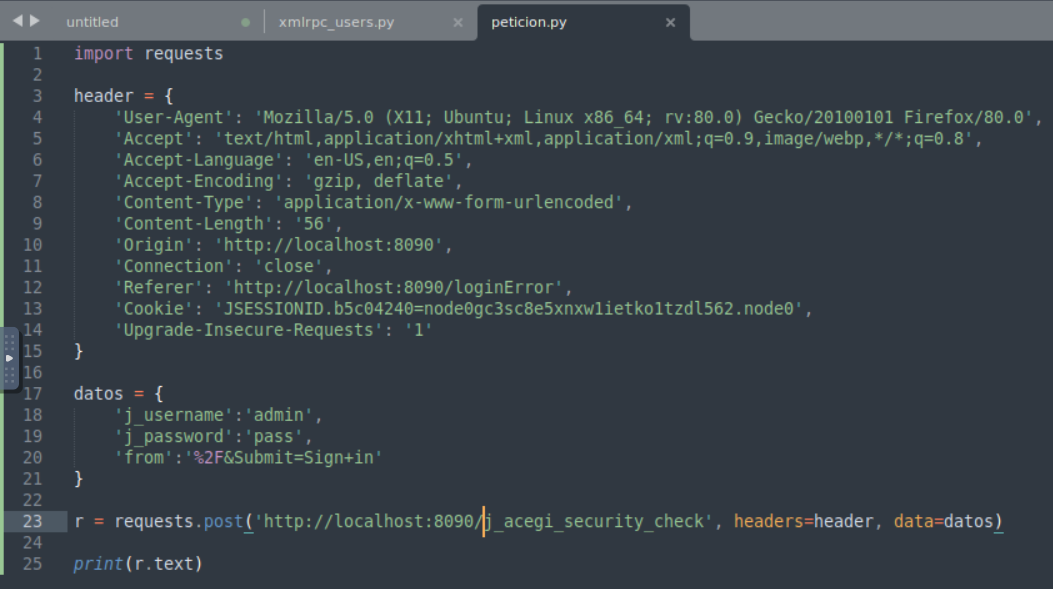 untitled xmlrpc_users.py peticion.py
1 import requests
2
3 header = {
4 'User-Agent': 'Mozilla/5.0 (X11; Ubuntu; Linux x86_64; rv:80.0) Gecko/20100101 Firefox/80.0',
5 'Accept': 'text/html,application/xhtml+xml,application/xml;q=0.9,image/webp,*/*;q=0.8',
6 'Accept-Language': 'en-US,en;q=0.5',
7 'Accept-Encoding': 'gzip, deflate',
8 'Content-Type': 'application/x-www-form-urlencoded',
9 'Content-Length': '56',
10 'Origin': 'http://localhost:8090',
11 'Connection': 'close',
12 'Referer': 'http://localhost:8090/loginError',
13 'Cookie': 'JSESSIONID.b5c04240=node0gc3sc8e5xnxw1ietko1tzdl562.node0',
14 'Upgrade-Insecure-Requests': '1'
15 }
16
17 datos = {
18 'j_username':'admin',
19 'j_password':'pass',
20 'from':'%2F&Submit=Sign+in'
21 }
22
23 r = requests.post('http://localhost:8090/j_acegi_security_check', headers=header, data=datos)
24
25 print(r.text)